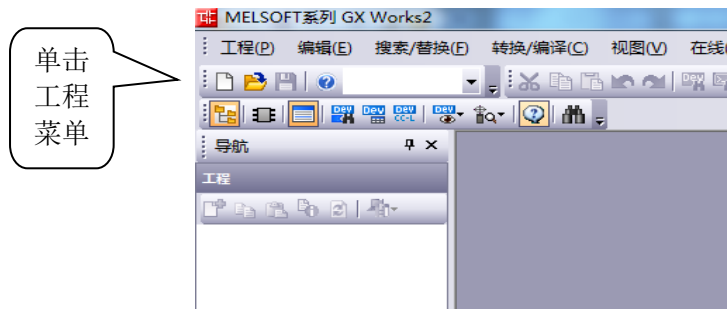 MELSOFT系列 GX Works2
单击
工程
菜单
工程(P) 编辑(E) 搜索/替换(F) 转换/编译(C) 视图(V) 在线(
导航
工程